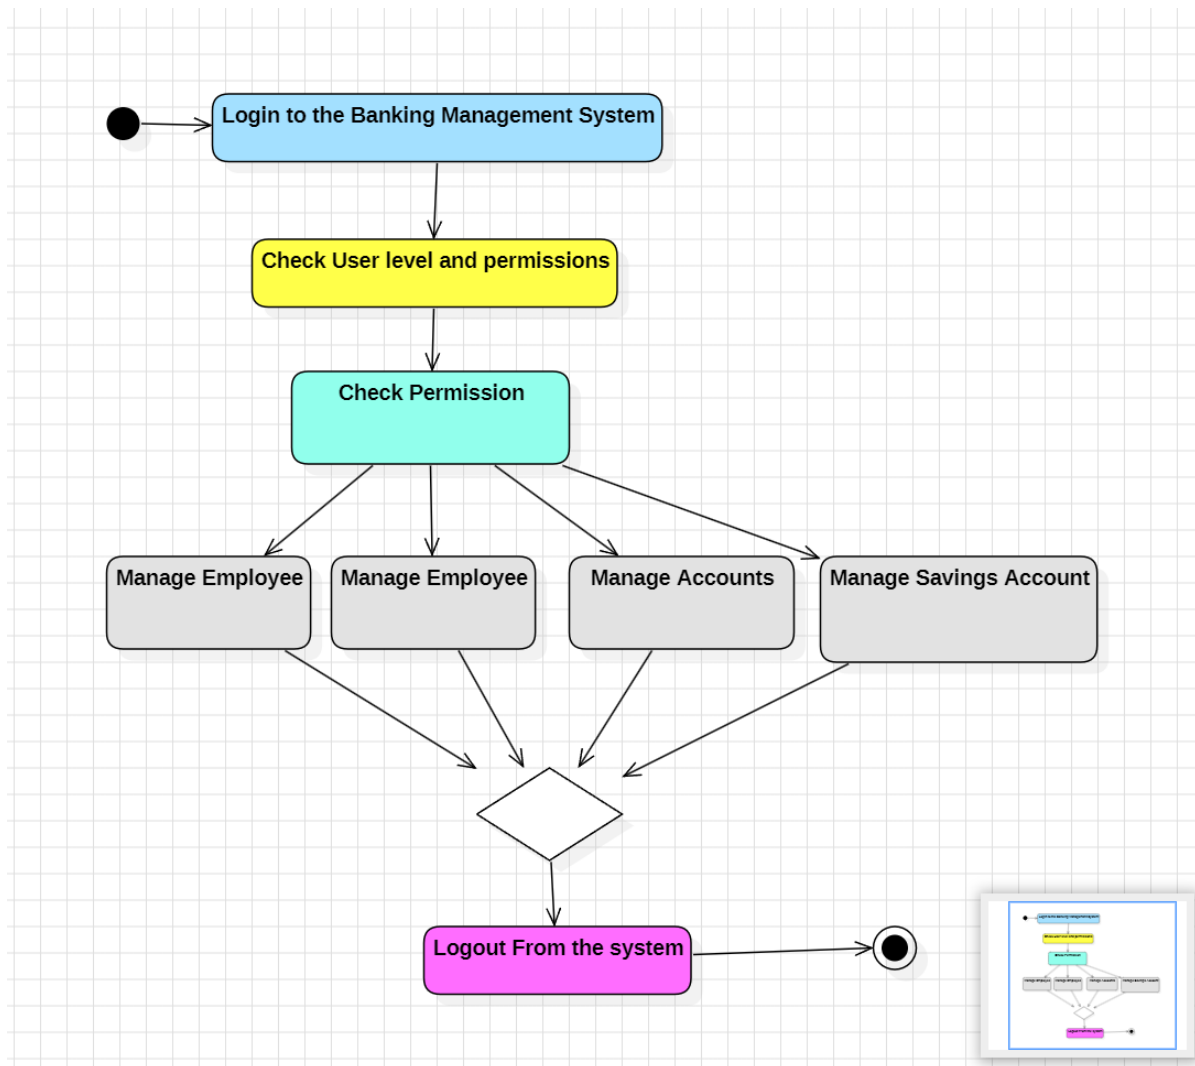 Login to the Banking Management System
Check User level and permissions
Check Permission
Manage Employee
Manage Employee
Manage Accounts
Manage Savings Account
Logout From the system